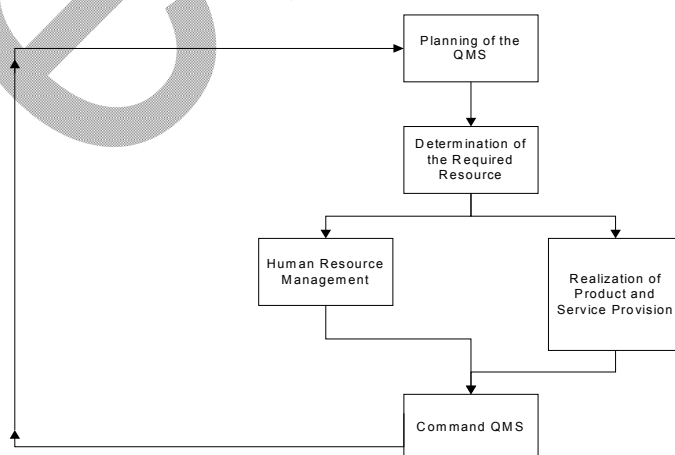 Planning of the
QMS
Determination of
the Required
Resource
Human Resource
Management
Realization of
Product and
Service Provision
Command QMS